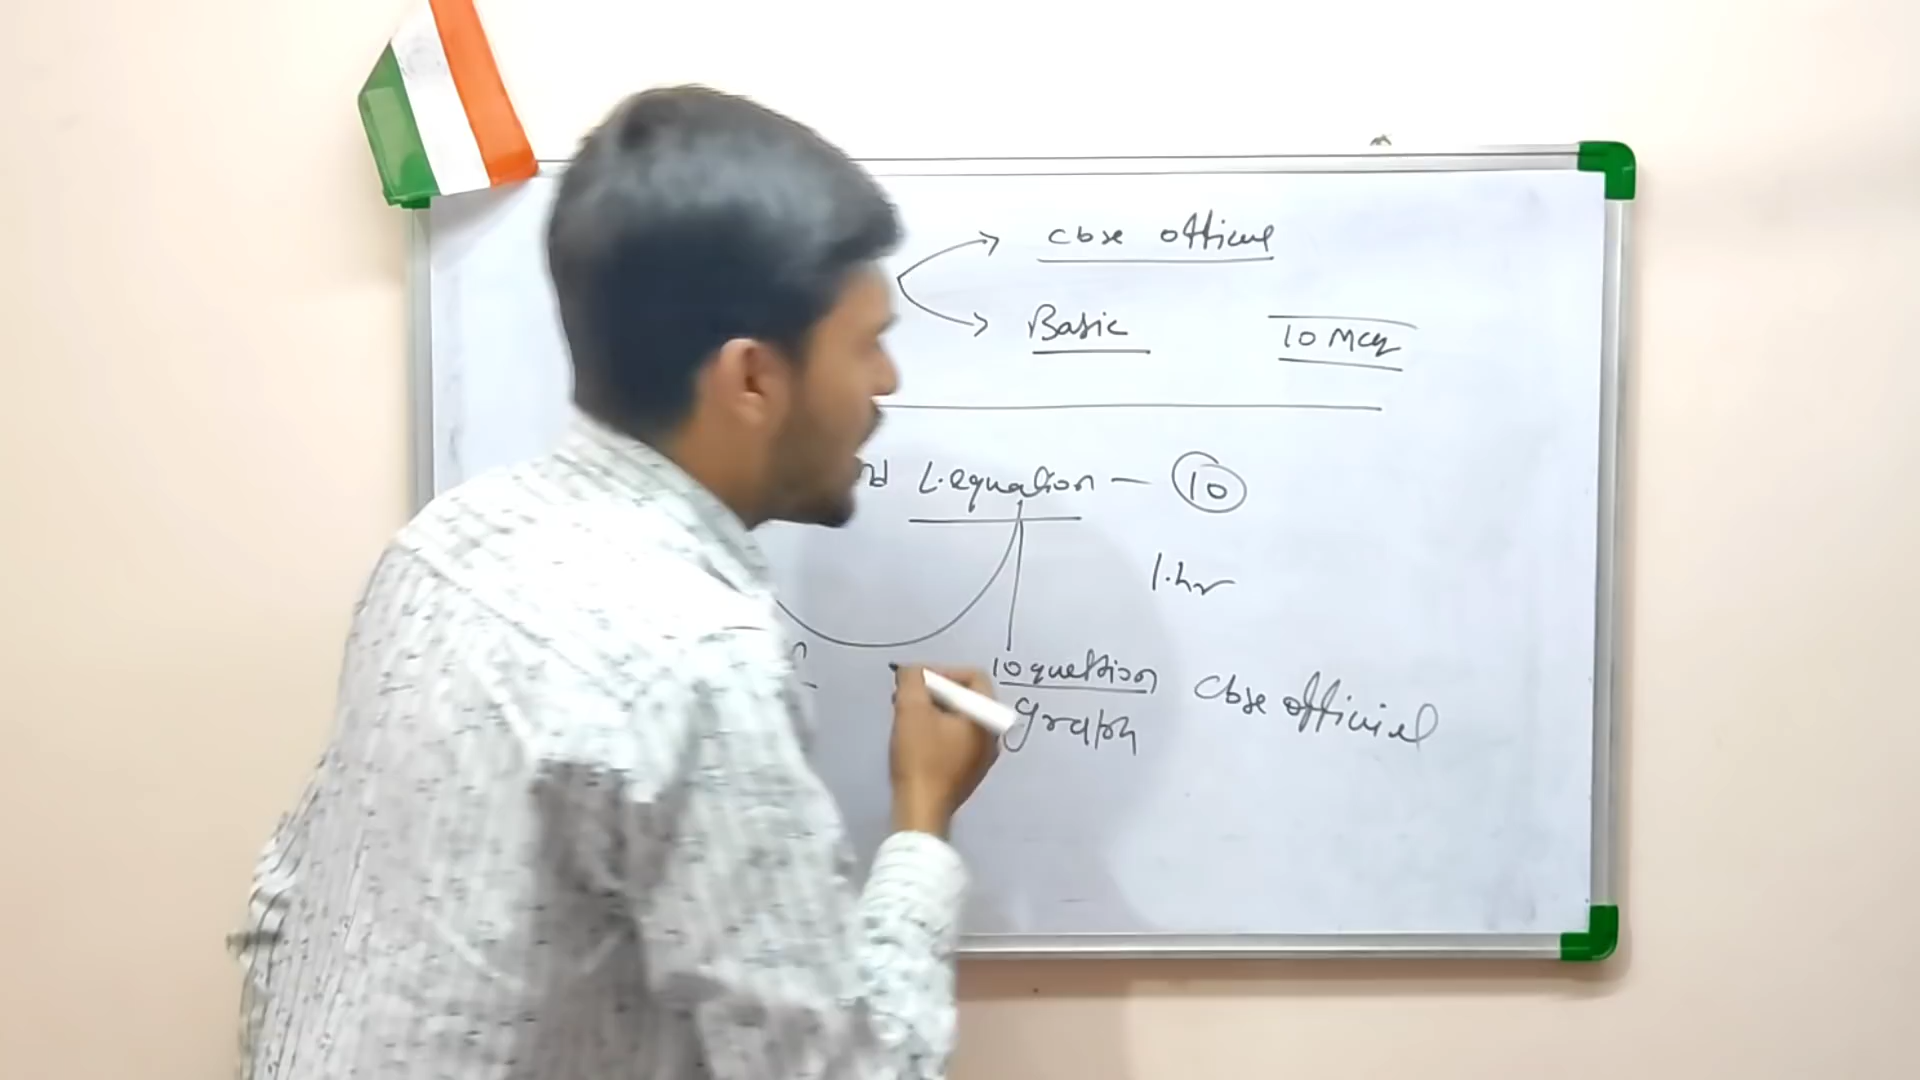 cbse official
Basic
10 Mcq
L.equation — 10
1.hr
10 question
graph
Cbse official